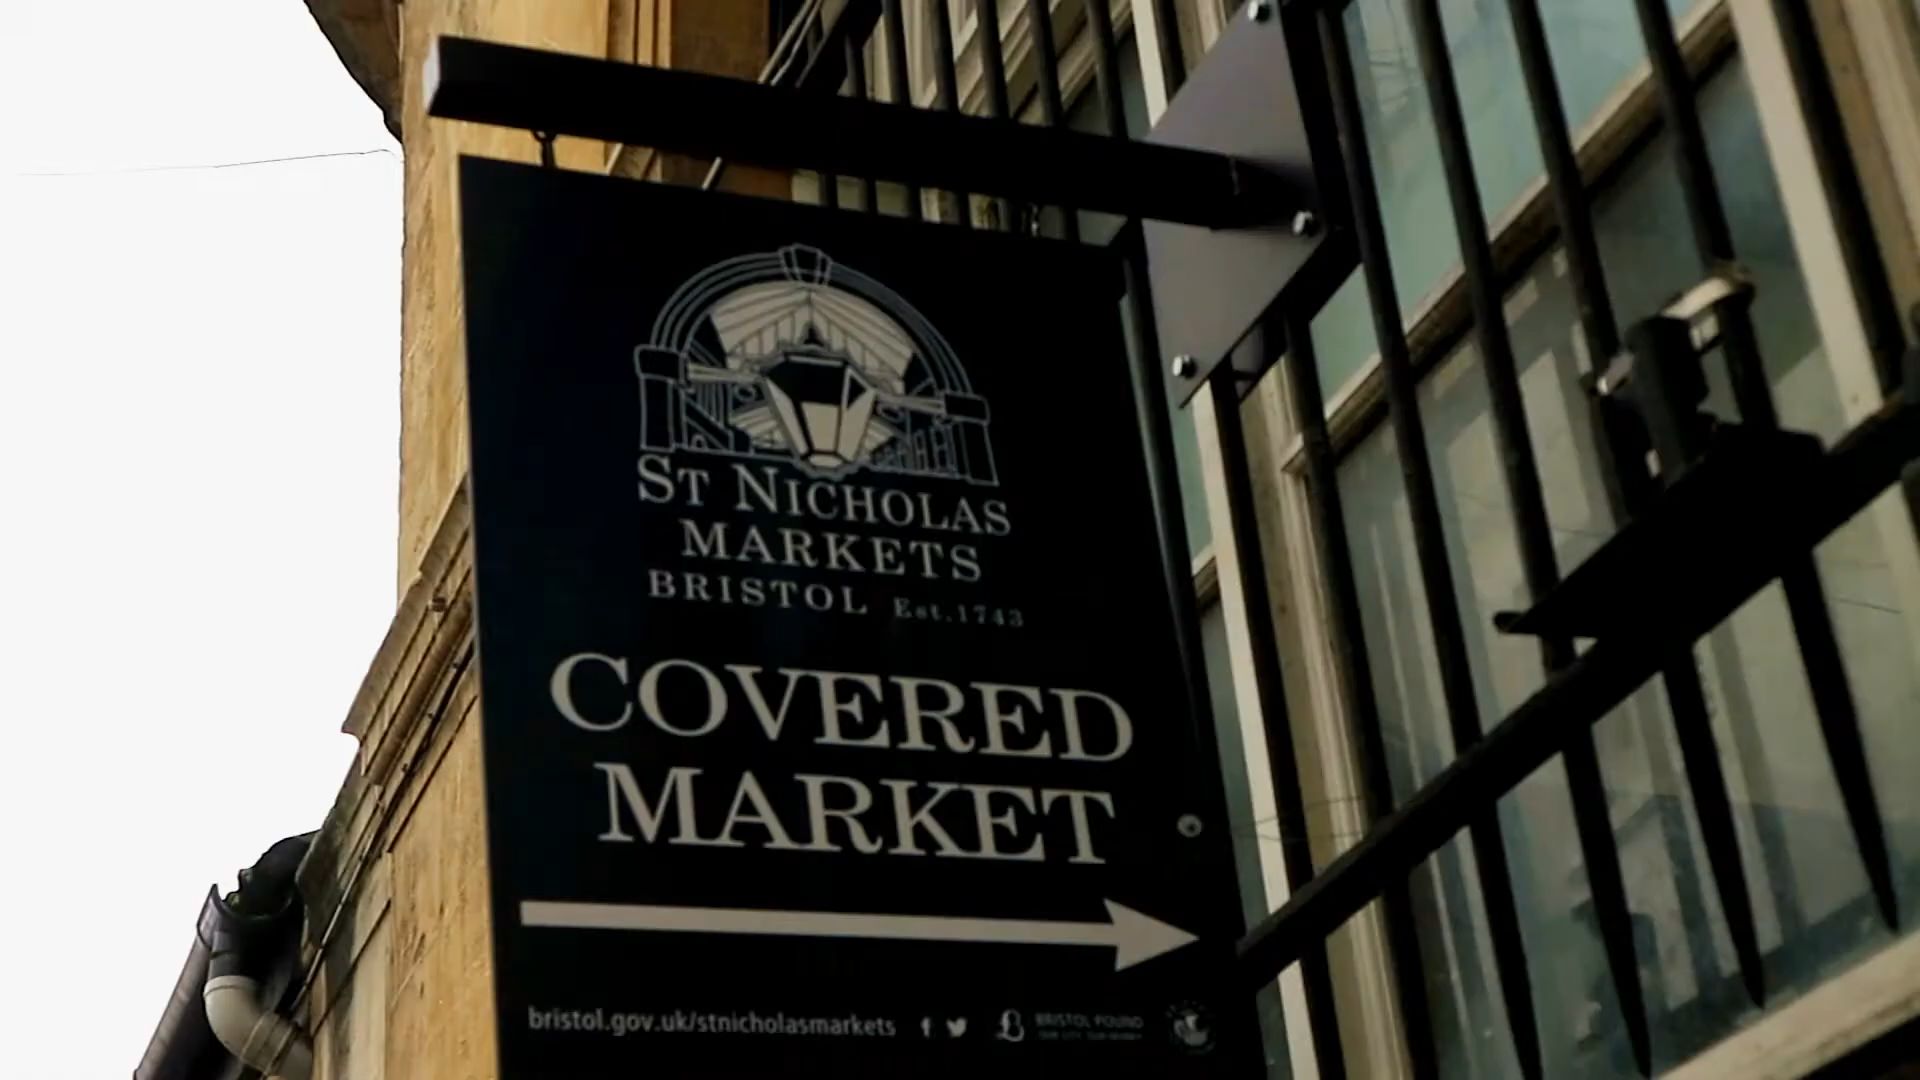 ST NICHOLAS
MARKETS
BRISTOL Est.1743
COVERED
MARKET
bristol.gov.uk/stnicholasmarkets
BRISTOL POUND